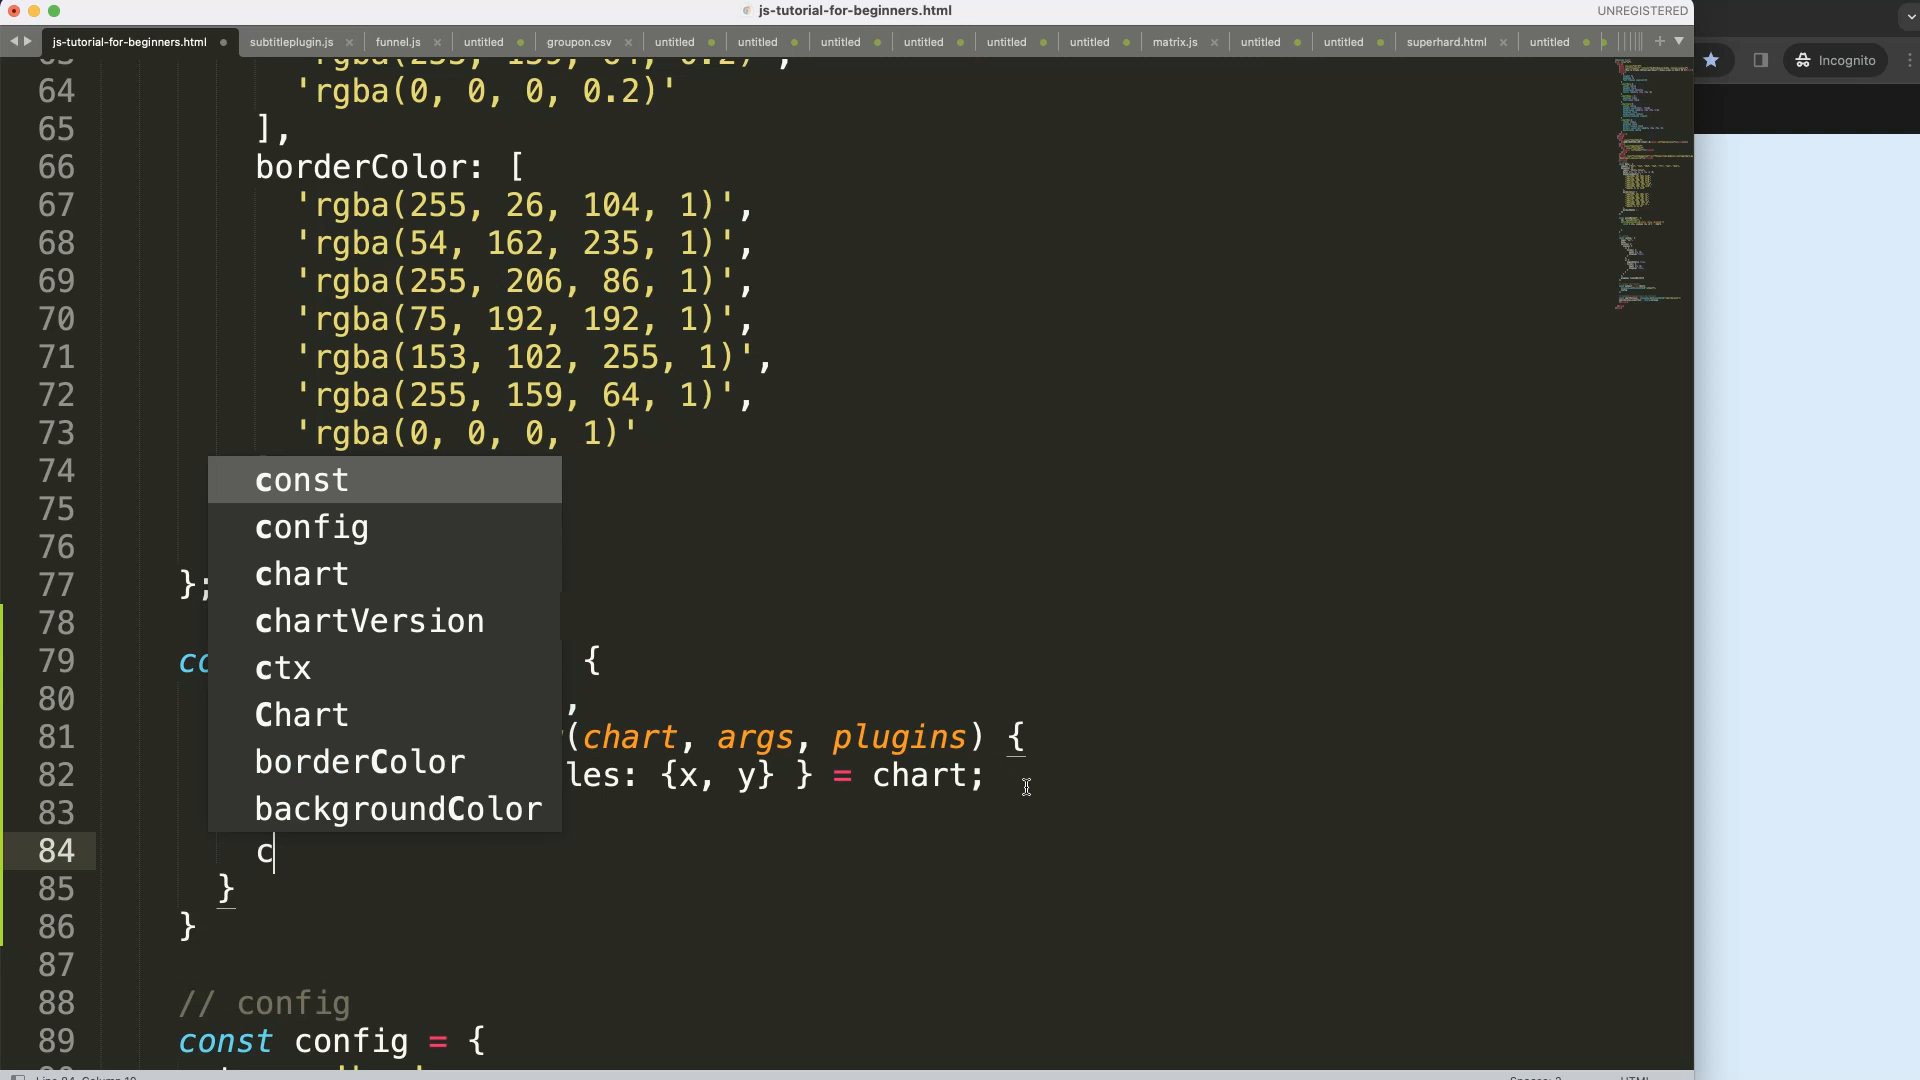 js-tutorial-for-beginners.html
UNREGISTERED
js-tutorial-for-beginners.html subtitleplugin.js funnel.js untitled groupon.csv untitled untitled untitled untitled untitled untitled matrix.js untitled untitled superhard.html untitled
Incognito
64 'rgba(0, 0, 0, 0.2)'
65 ],
66 borderColor: [
67 'rgba(255, 26, 104, 1)',
68 'rgba(54, 162, 235, 1)',
69 'rgba(255, 206, 86, 1)',
70 'rgba(75, 192, 192, 1)',
71 'rgba(153, 102, 255, 1)',
72 'rgba(255, 159, 64, 1)',
73 'rgba(0, 0, 0, 1)'
74
75
76
77 };
78
79 co {
80 ,
81 (chart, args, plugins) {
82 les: {x, y} } = chart;
83
84 c
85 }
86 }
87
88 // config
89 const config = {
const
config
chart
chartVersion
ctx
Chart
borderColor
backgroundColor